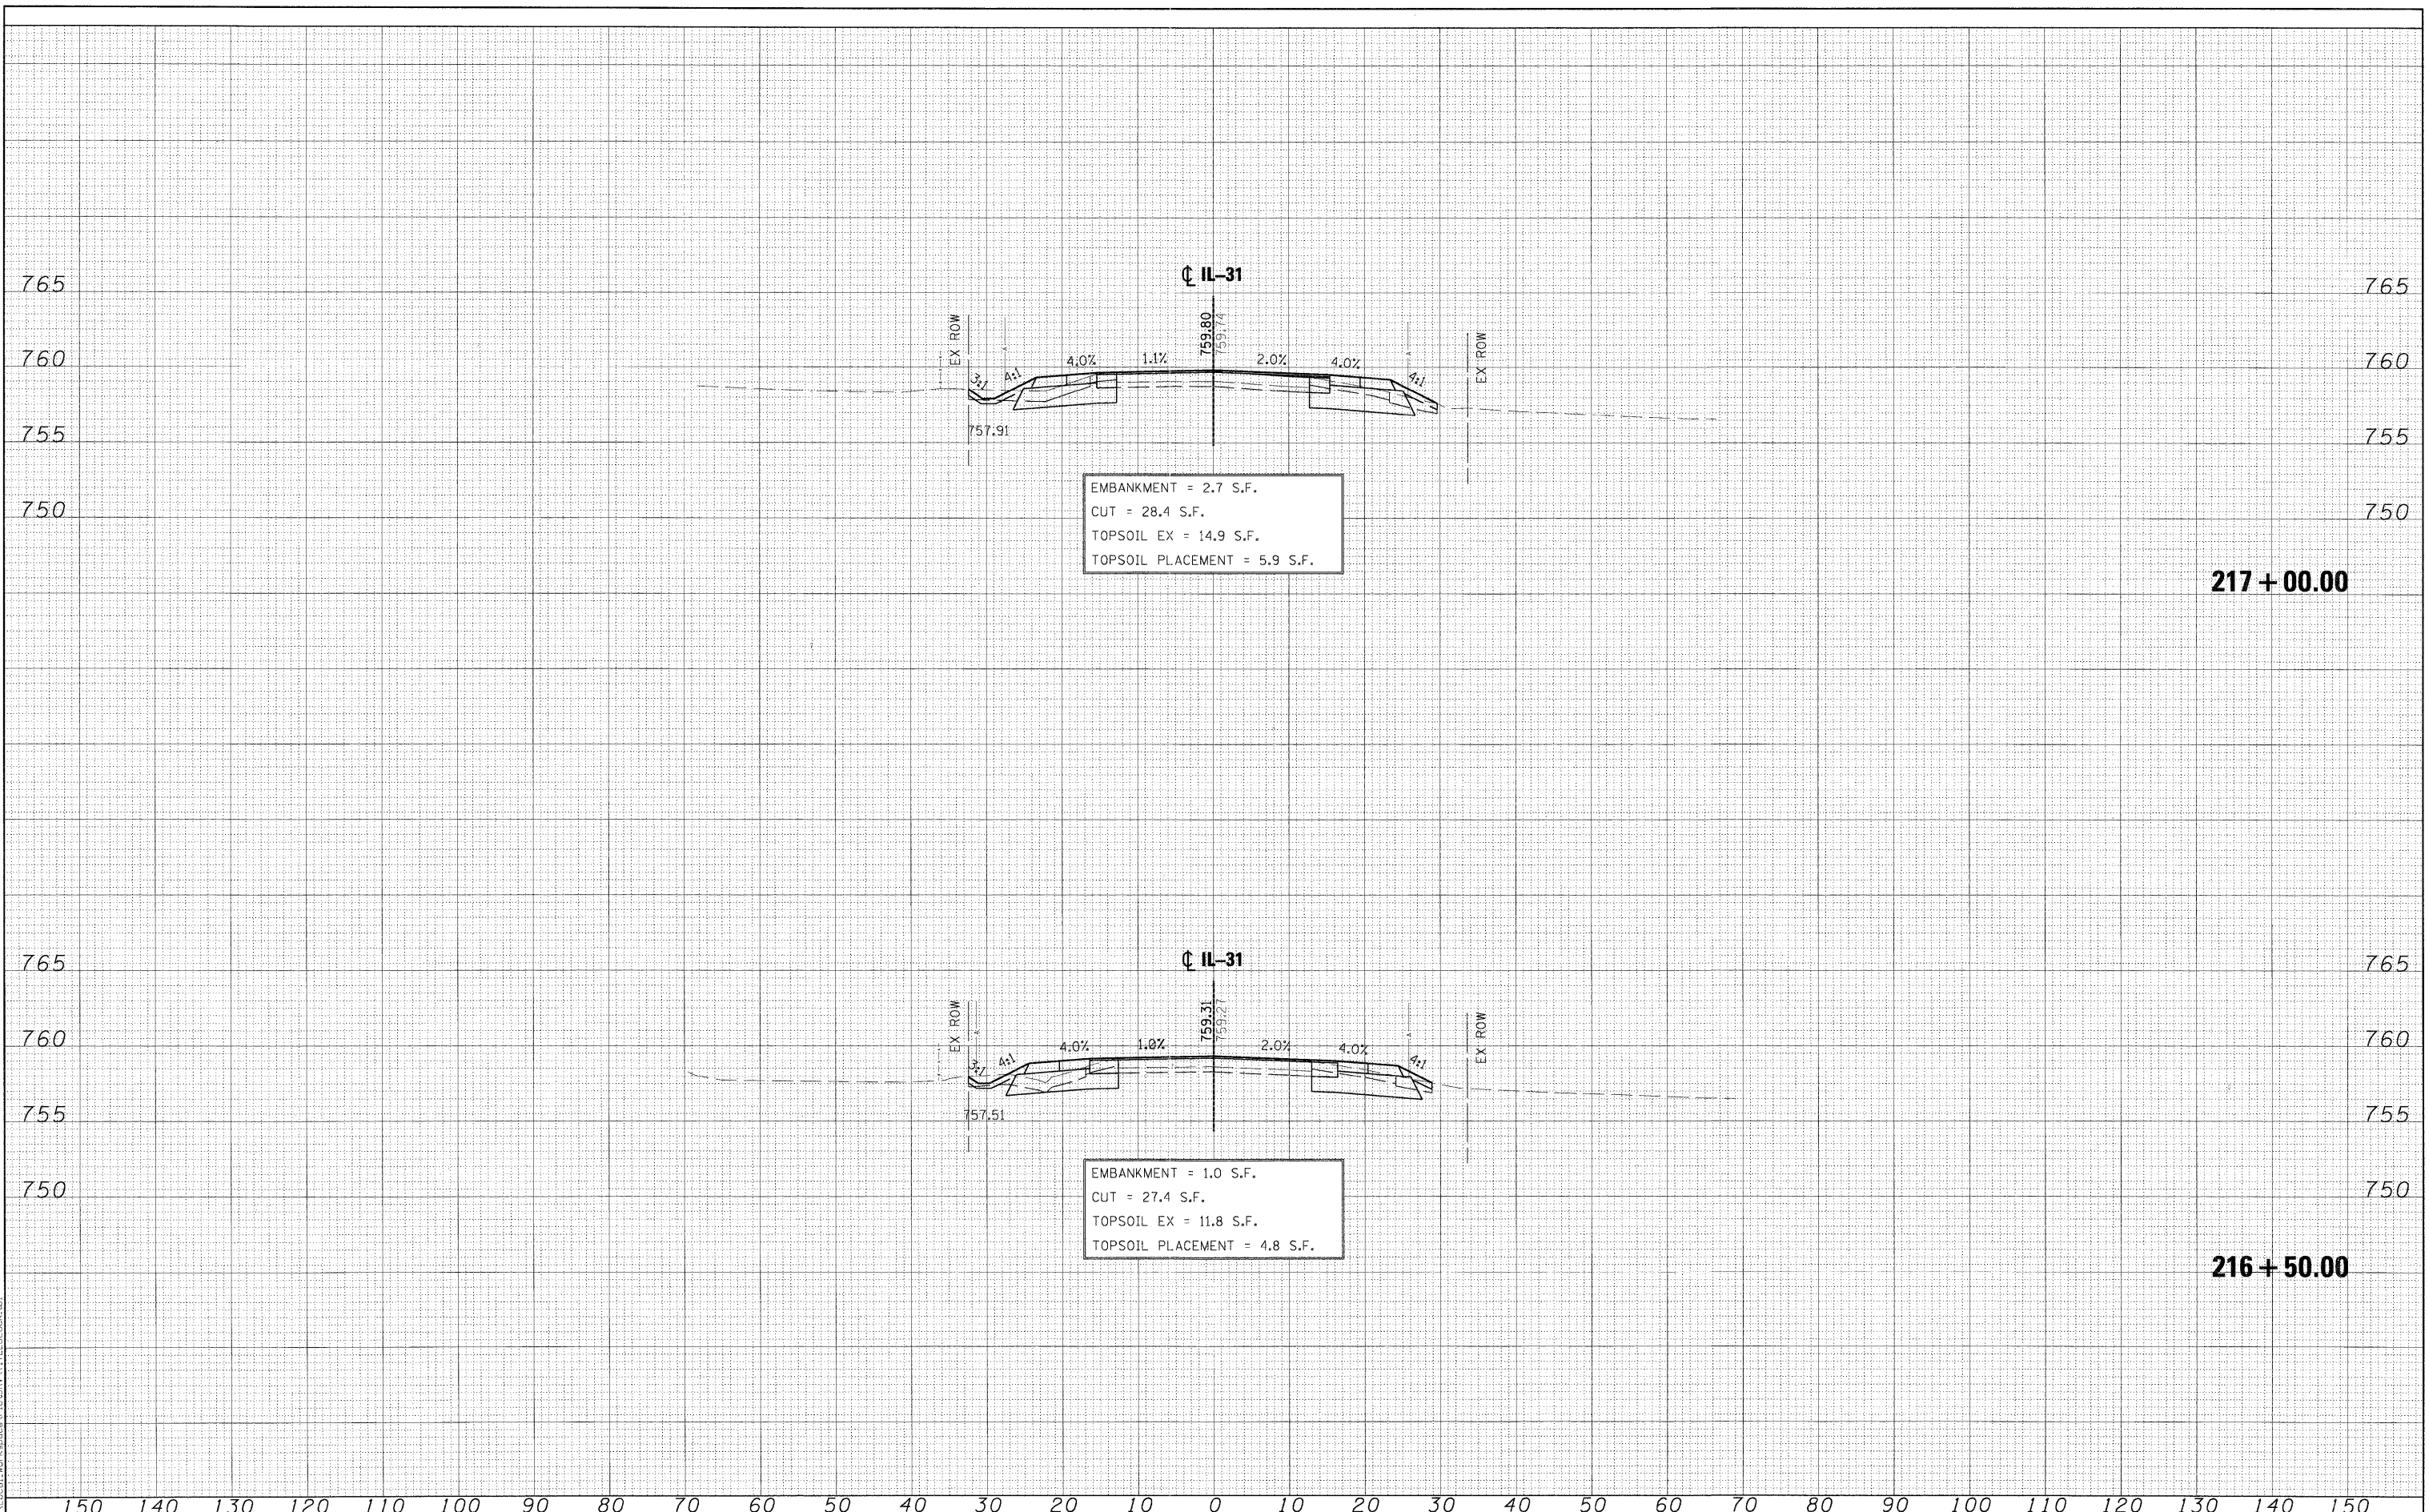 ℄ IL-31
765 765
EX ROW 759.80 759.74 EX ROW
760 4.0% 1.1% 2.0% 4.0% 760
3:1 4:1 4:1
755 757.91 755
EMBANKMENT = 2.7 S.F.
CUT = 28.4 S.F.
TOPSOIL EX = 14.9 S.F.
TOPSOIL PLACEMENT = 5.9 S.F.
750 750
217 + 00.00
℄ IL-31
765 765
EX ROW 759.31 759.27 EX ROW
760 4.0% 1.0% 2.0% 4.0% 760
3:1 4:1 4:1
755 757.51 755
EMBANKMENT = 1.0 S.F.
CUT = 27.4 S.F.
TOPSOIL EX = 11.8 S.F.
TOPSOIL PLACEMENT = 4.8 S.F.
750 750
216 + 50.00
150 140 130 120 110 100 90 80 70 60 50 40 30 20 10 0 10 20 30 40 50 60 70 80 90 100 110 120 130 140 150